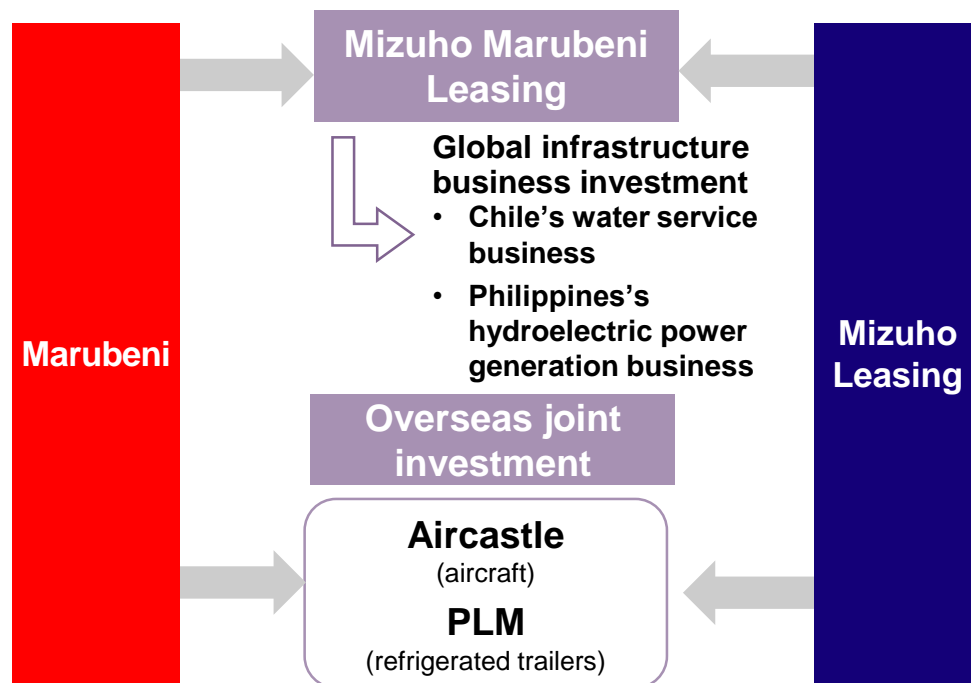 Mizuho Marubeni
Leasing
Global infrastructure
business investment
• Chile’s water service
business
• Philippines’s
hydroelectric power
generation business
Marubeni
Mizuho
Leasing
Overseas joint
investment
Aircastle
(aircraft)
PLM
(refrigerated trailers)